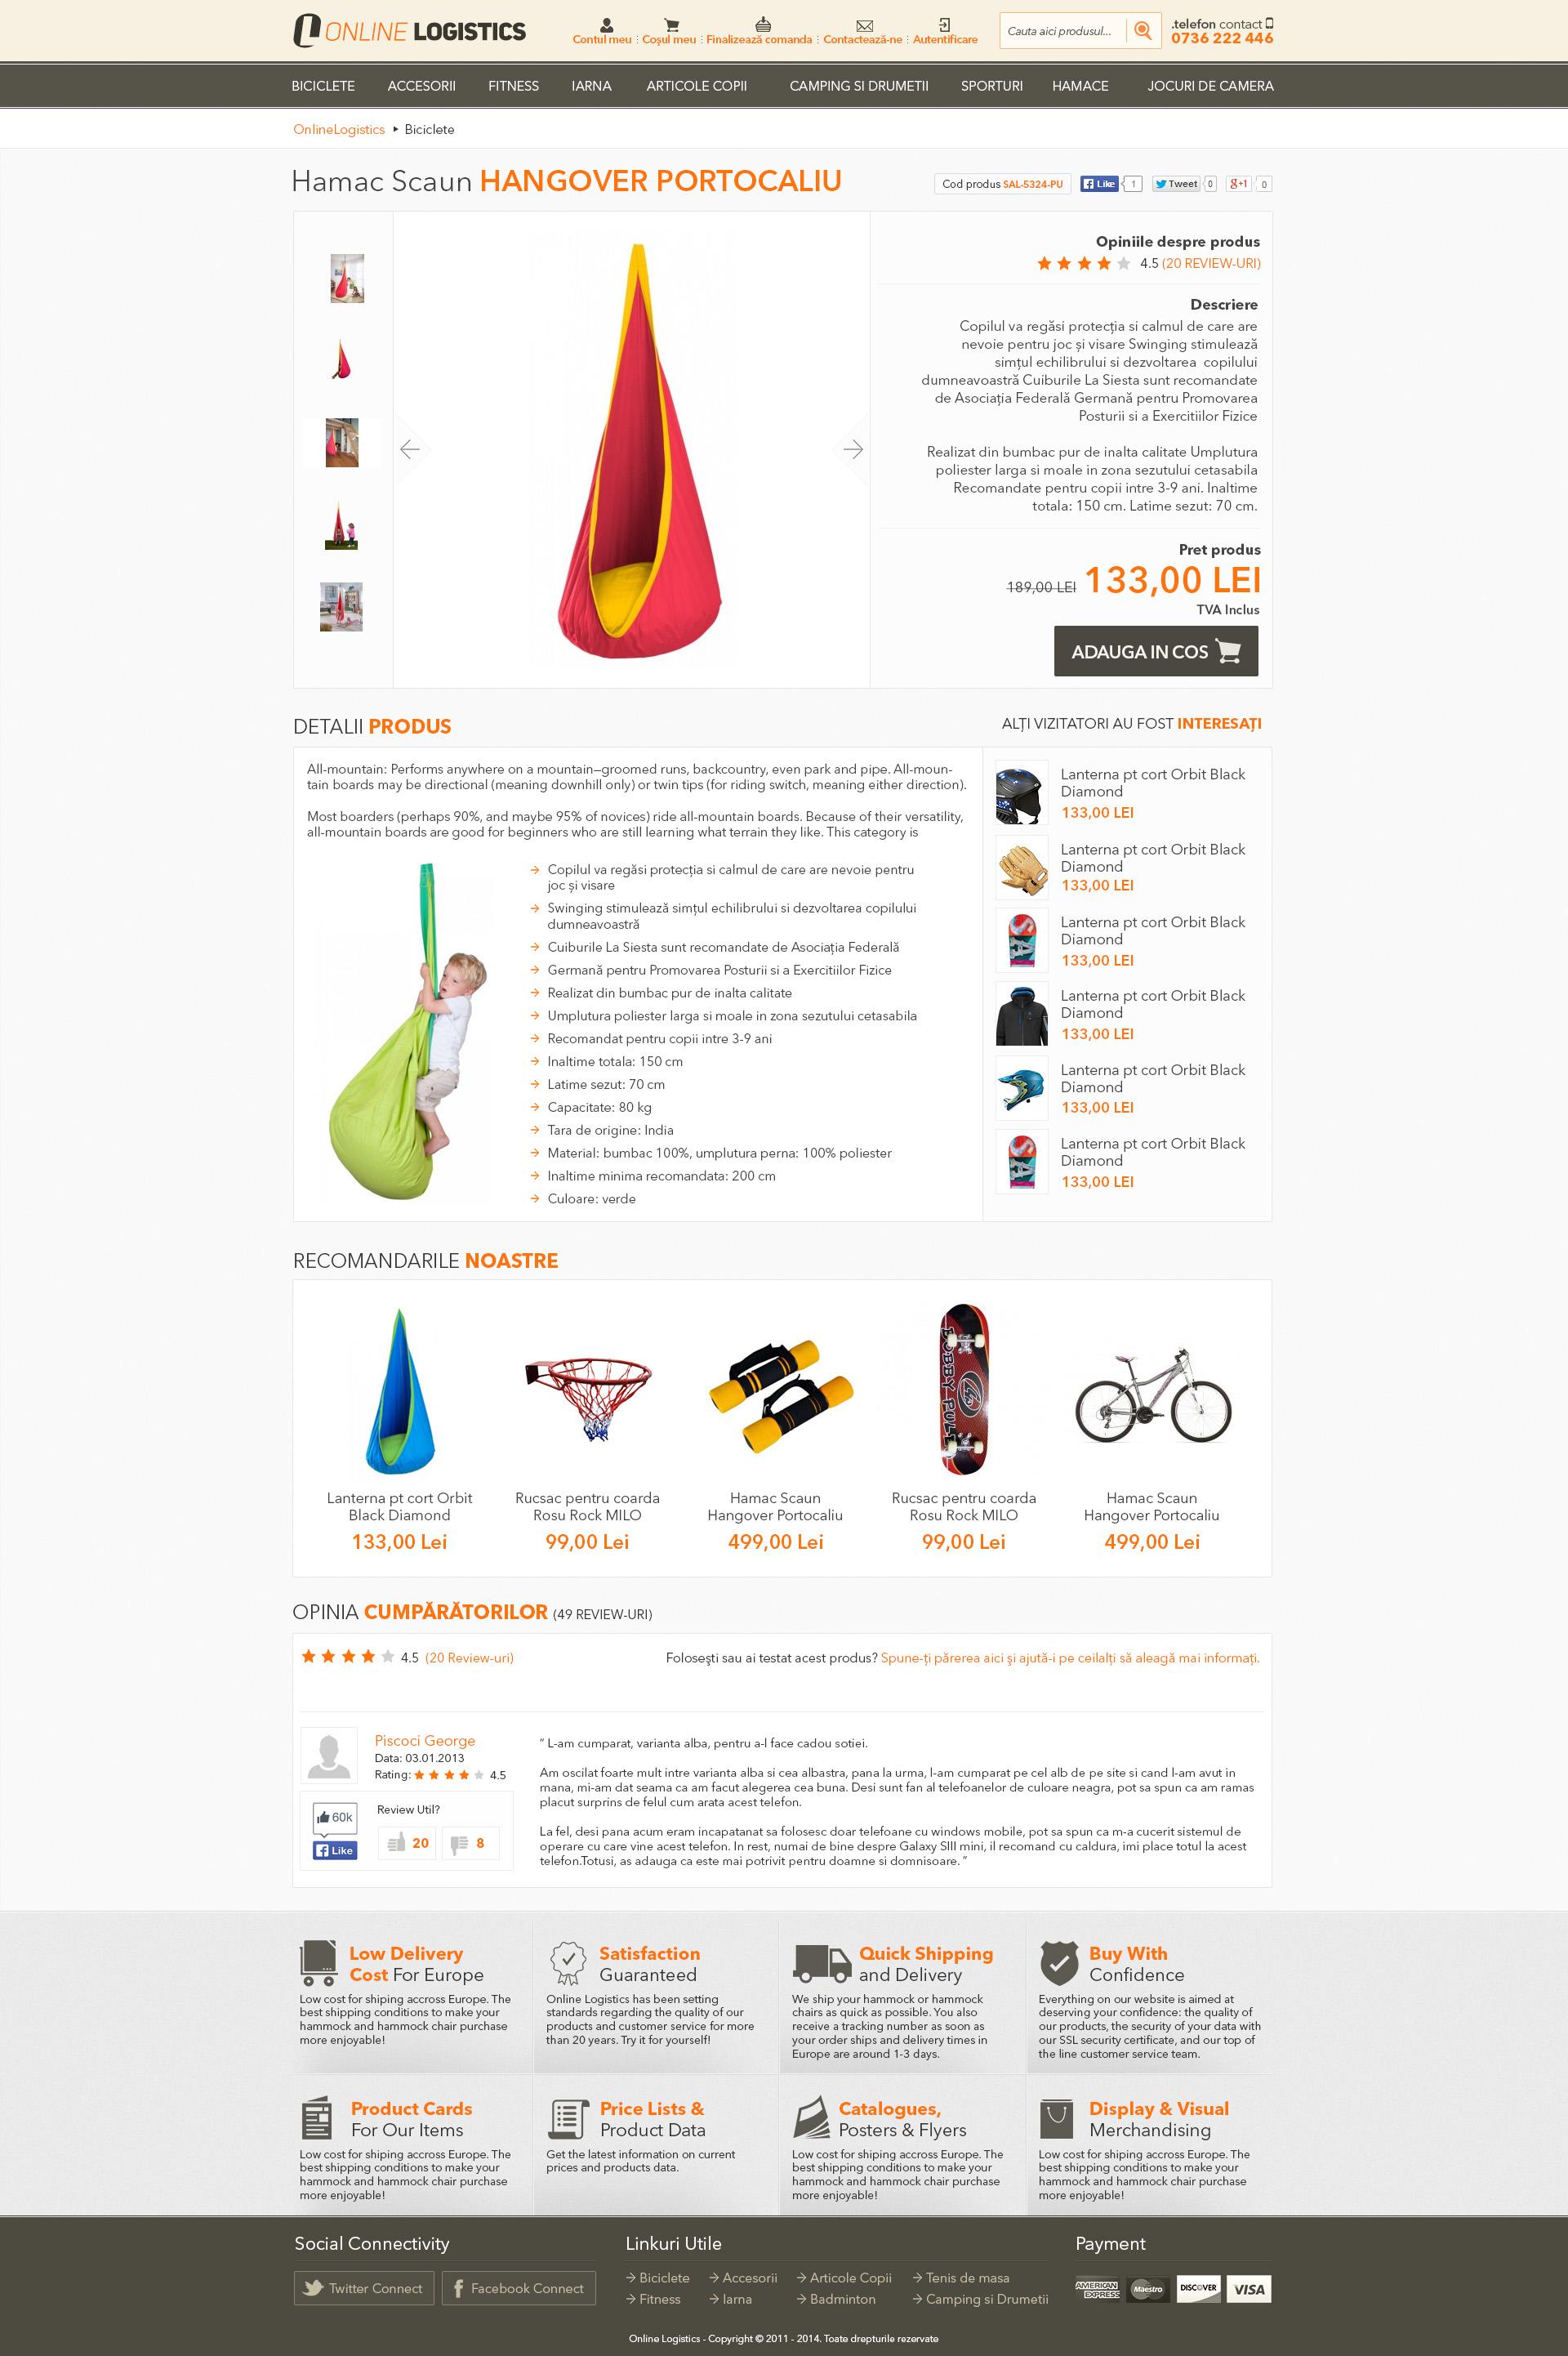 ONLINE LOGISTICS
Contul meu
Coşul meu
Finalizează comanda
Contactează-ne
Autentificare
Cauta aici produsul...
.telefon contact
0736 222 446
BICICLETE
ACCESORII
FITNESS
IARNA
ARTICOLE COPII
CAMPING SI DRUMETII
SPORTURI
HAMACE
JOCURI DE CAMERA
OnlineLogistics
Biciclete
Hamac Scaun HANGOVER PORTOCALIU
Cod produs SAL-5324-PU
Like
1
Tweet
0
g+1
0
Opiniile despre produs
4.5 (20 REVIEW-URI)
Descriere
Copilul va regăsi protecția si calmul de care are
nevoie pentru joc și visare Swinging stimulează
simțul echilibrului si dezvoltarea copilului
dumneavoastră Cuiburile La Siesta sunt recomandate
de Asociația Federală Germană pentru Promovarea
Posturii si a Exercitiilor Fizice
Realizat din bumbac pur de inalta calitate Umplutura
poliester larga si moale in zona sezutului cetasabila
Recomandate pentru copii intre 3-9 ani. Inaltime
totala: 150 cm. Latime sezut: 70 cm.
Pret produs
189,00 LEI 133,00 LEI
TVA Inclus
ADAUGA IN COS
DETALII PRODUS
All-mountain: Performs anywhere on a mountain—groomed runs, backcountry, even park and pipe. All-moun-
tain boards may be directional (meaning downhill only) or twin tips (for riding switch, meaning either direction).
Most boarders (perhaps 90%, and maybe 95% of novices) ride all-mountain boards. Because of their versatility,
all-mountain boards are good for beginners who are still learning what terrain they like. This category is
Copilul va regăsi protecția si calmul de care are nevoie pentru
joc și visare
Swinging stimulează simțul echilibrului si dezvoltarea copilului
dumneavoastră
Cuiburile La Siesta sunt recomandate de Asociația Federală
Germană pentru Promovarea Posturii si a Exercitiilor Fizice
Realizat din bumbac pur de inalta calitate
Umplutura poliester larga si moale in zona sezutului cetasabila
Recomandat pentru copii intre 3-9 ani
Inaltime totala: 150 cm
Latime sezut: 70 cm
Capacitate: 80 kg
Tara de origine: India
Material: bumbac 100%, umplutura perna: 100% poliester
Inaltime minima recomandata: 200 cm
Culoare: verde
ALȚI VIZITATORI AU FOST INTERESAȚI
Lanterna pt cort Orbit Black
Diamond
133,00 LEI
Lanterna pt cort Orbit Black
Diamond
133,00 LEI
Lanterna pt cort Orbit Black
Diamond
133,00 LEI
Lanterna pt cort Orbit Black
Diamond
133,00 LEI
Lanterna pt cort Orbit Black
Diamond
133,00 LEI
Lanterna pt cort Orbit Black
Diamond
133,00 LEI
RECOMANDARILE NOASTRE
BOBBY PULT
Lanterna pt cort Orbit
Black Diamond
133,00 Lei
Rucsac pentru coarda
Rosu Rock MILO
99,00 Lei
Hamac Scaun
Hangover Portocaliu
499,00 Lei
Rucsac pentru coarda
Rosu Rock MILO
99,00 Lei
Hamac Scaun
Hangover Portocaliu
499,00 Lei
OPINIA CUMPĂRĂTORILOR (49 REVIEW-URI)
4.5 (20 Review-uri)
Foloseşti sau ai testat acest produs? Spune-ți părerea aici şi ajută-i pe ceilalți să aleagă mai informați.
Piscoci George
Data: 03.01.2013
Rating: 4.5
60k
Like
Review Util?
20
8
“ L-am cumparat, varianta alba, pentru a-l face cadou sotiei.
Am oscilat foarte mult intre varianta alba si cea albastra, pana la urma, l-am cumparat pe cel alb de pe site si cand l-am avut in
mana, mi-am dat seama ca am facut alegerea cea buna. Desi sunt fan al telefoanelor de culoare neagra, pot sa spun ca am ramas
placut surprins de felul cum arata acest telefon.
La fel, desi pana acum eram incapatanat sa folosesc doar telefoane cu windows mobile, pot sa spun ca m-a cucerit sistemul de
operare cu care vine acest telefon. In rest, numai de bine despre Galaxy SIII mini, il recomand cu caldura, imi place totul la acest
telefon.Totusi, as adauga ca este mai potrivit pentru doamne si domnisoare. ”
Low Delivery
Cost For Europe
Low cost for shiping accross Europe. The
best shipping conditions to make your
hammock and hammock chair purchase
more enjoyable!
Satisfaction
Guaranteed
Online Logistics has been setting
standards regarding the quality of our
products and customer service for more
than 20 years. Try it for yourself!
Quick Shipping
and Delivery
We ship your hammock or hammock
chairs as quick as possible. You also
receive a tracking number as soon as
your order ships and delivery times in
Europe are around 1-3 days.
Buy With
Confidence
Everything on our website is aimed at
deserving your confidence: the quality of
our products, the security of your data with
our SSL security certificate, and our top of
the line customer service team.
Product Cards
For Our Items
Low cost for shiping accross Europe. The
best shipping conditions to make your
hammock and hammock chair purchase
more enjoyable!
Price Lists &
Product Data
Get the latest information on current
prices and products data.
Catalogues,
Posters & Flyers
Low cost for shiping accross Europe. The
best shipping conditions to make your
hammock and hammock chair purchase
more enjoyable!
Display & Visual
Merchandising
Low cost for shiping accross Europe. The
best shipping conditions to make your
hammock and hammock chair purchase
more enjoyable!
Social Connectivity
Twitter Connect
Facebook Connect
Linkuri Utile
Biciclete
Accesorii
Articole Copii
Tenis de masa
Fitness
Iarna
Badminton
Camping si Drumetii
Payment
AMERICAN EXPRESS
Maestro
DISCOVER
VISA
Online Logistics - Copyright © 2011 - 2014. Toate drepturile rezervate